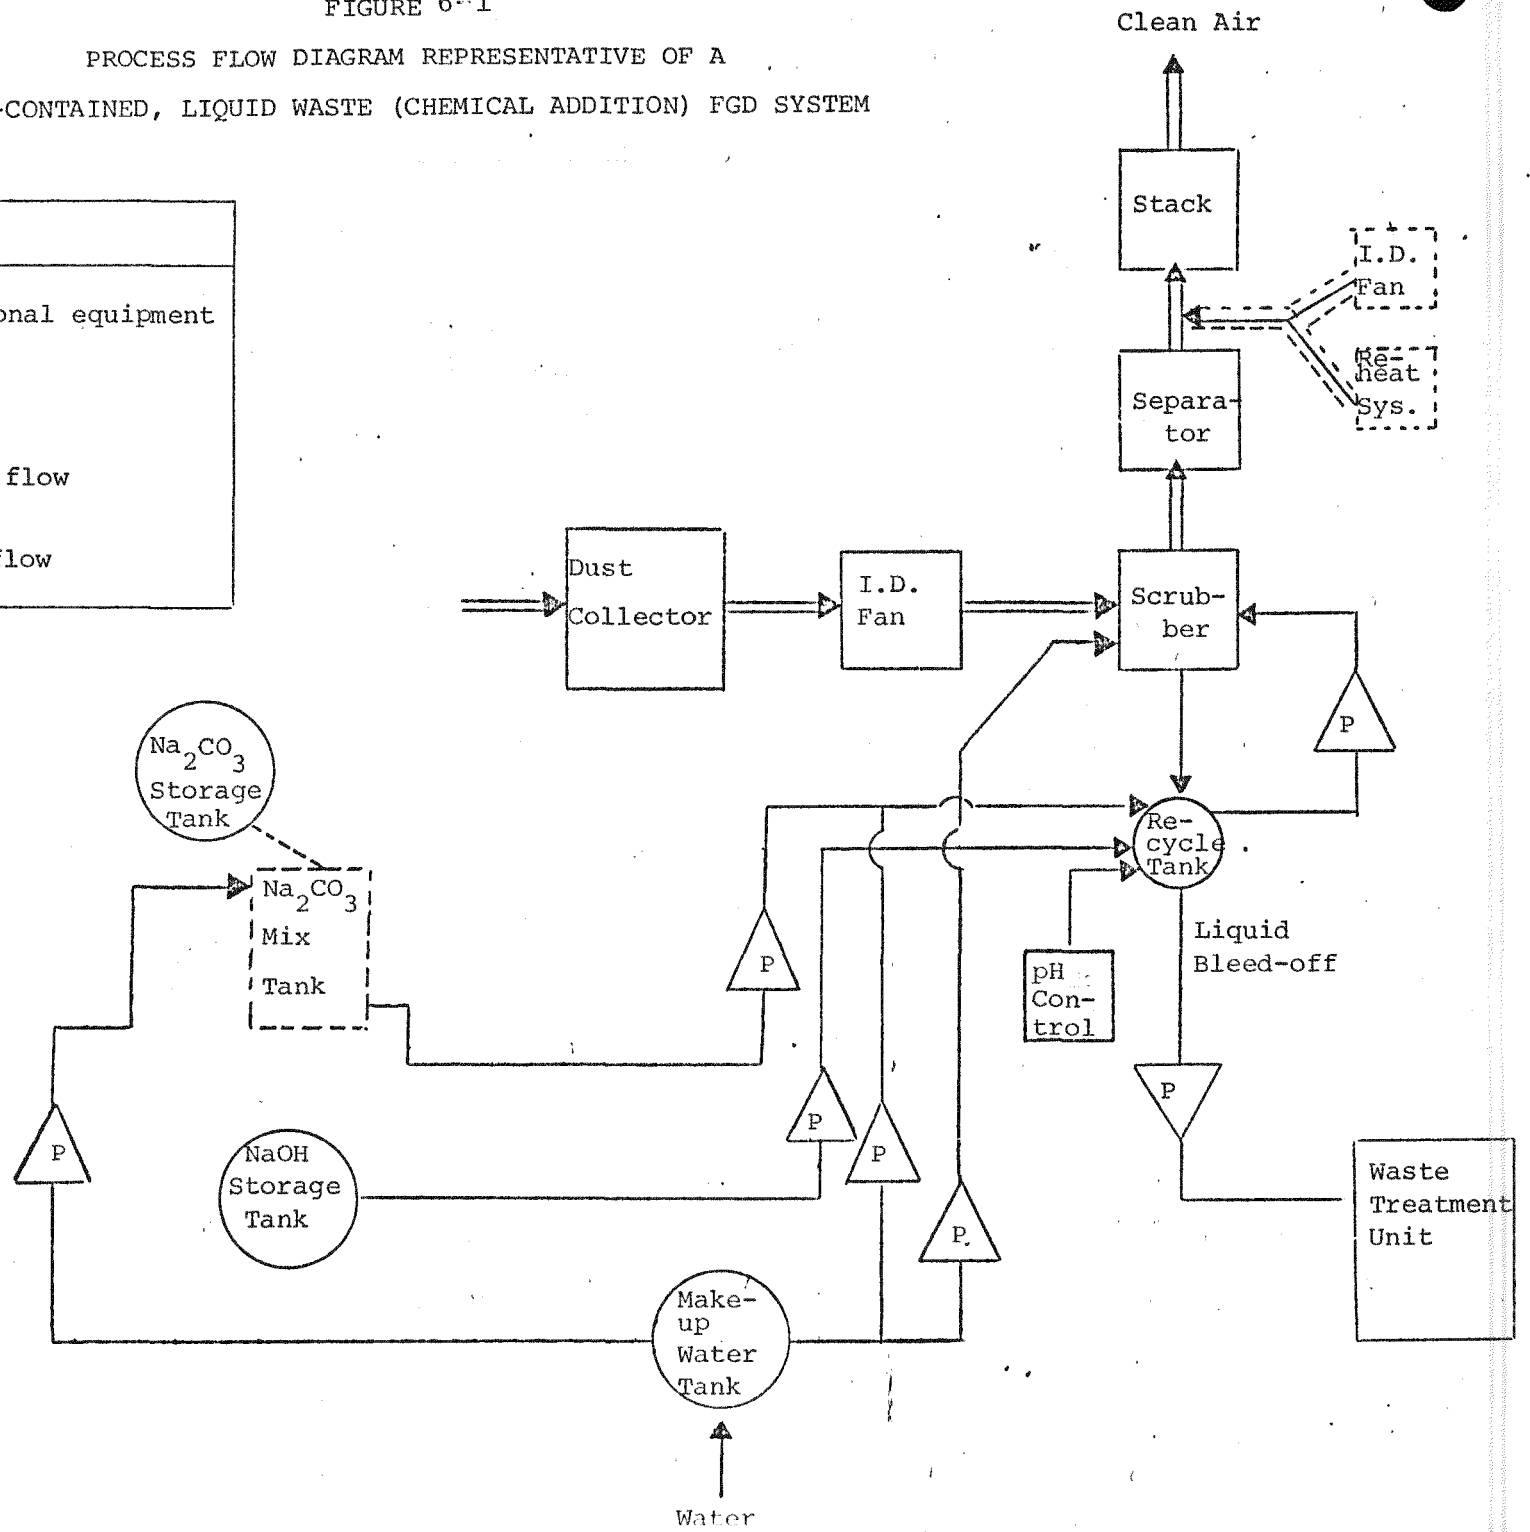 FIGURE 6-1
PROCESS FLOW DIAGRAM REPRESENTATIVE OF A
-CONTAINED, LIQUID WASTE (CHEMICAL ADDITION) FGD SYSTEM
Clean Air
Stack
I.D.
Fan
equipment
Re-
heat
Sys.
Separa-
tor
flow
flow
Dust
Collector
I.D.
Fan
Scrub-
ber
P
Na2CO3
Storage
Tank
Re-
cycle
Tank
Na2CO3
Mix
Tank
Liquid
Bleed-off
P
pH
Con-
trol
P
P
P
P
NaOH
Storage
Tank
Waste
Treatment
Unit
P
Make-
up
Water
Tank
Water